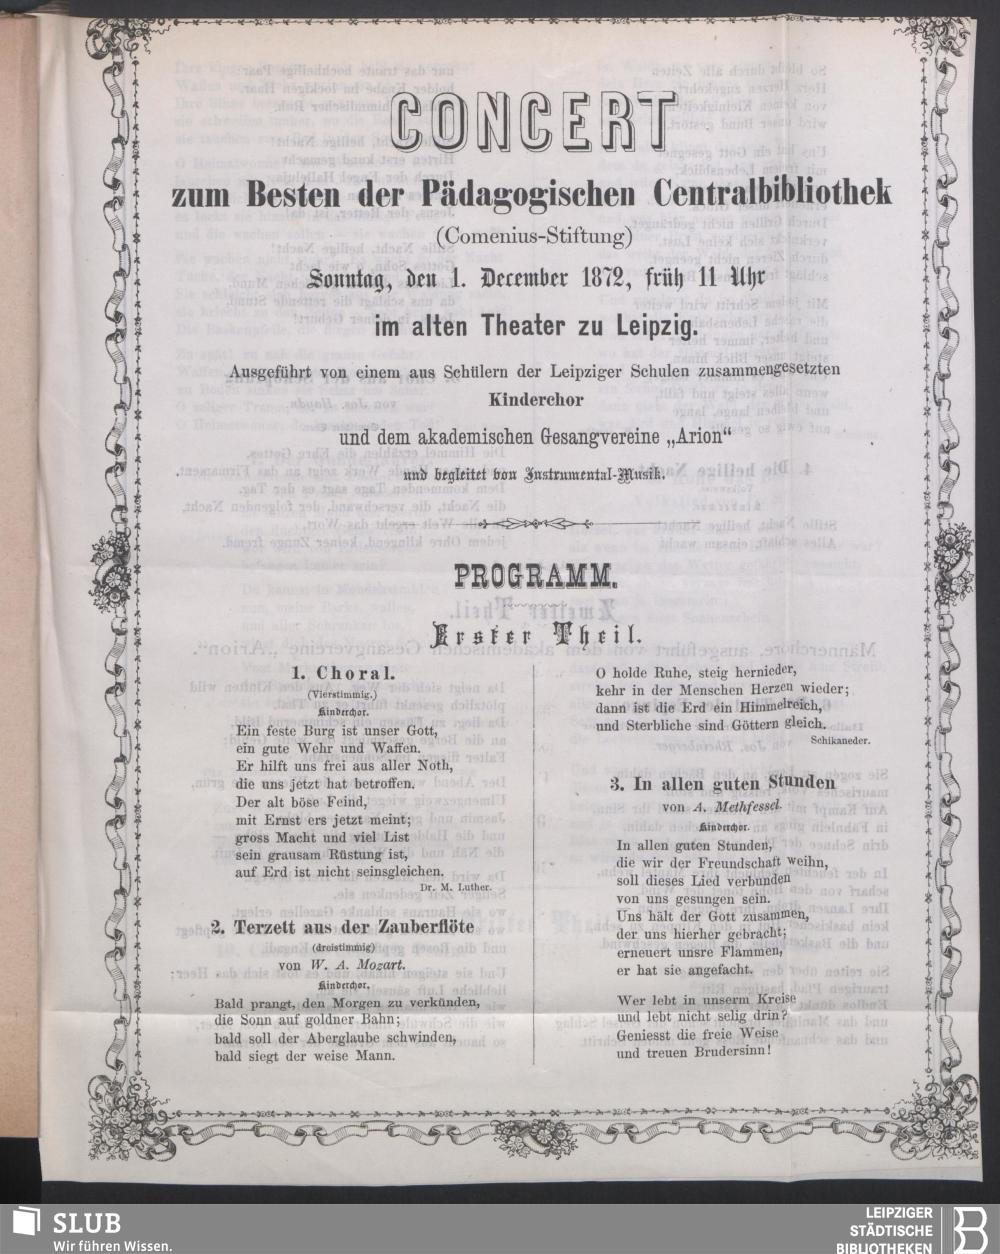 CONCERT
zum Besten der Pädagogischen Centralbibliothek
(Comenius-Stiftung)
Sonntag, den 1. December 1872, früh 11 Uhr
im alten Theater zu Leipzig.
Ausgeführt von einem aus Schülern der Leipziger Schulen zusammengesetzten
Kinderchor
und dem akademischen Gesangvereine „Arion“
und begleitet von Instrumental-Musik.
PROGRAMM.
Erster Theil.
1. Choral.
(Vierstimmig.)
Kinderchor.
Ein feste Burg ist unser Gott,
ein gute Wehr und Waffen.
Er hilft uns frei aus aller Noth,
die uns jetzt hat betroffen.
Der alt böse Feind,
mit Ernst ers jetzt meint;
gross Macht und viel List
sein grausam Rüstung ist,
auf Erd ist nicht seinsgleichen.
Dr. M. Luther.
2. Terzett aus der Zauberflöte
(dreistimmig)
von W. A. Mozart.
Kinderchor.
Bald prangt, den Morgen zu verkünden,
die Sonn auf goldner Bahn;
bald soll der Aberglaube schwinden,
bald siegt der weise Mann.
O holde Ruhe, steig hernieder,
kehr in der Menschen Herzen wieder;
dann ist die Erd ein Himmelreich,
und Sterbliche sind Göttern gleich.
Schikaneder.
3. In allen guten Stunden
von A. Methfessel.
Kinderchor.
In allen guten Stunden,
die wir der Freundschaft weihn,
soll dieses Lied verbunden
von uns gesungen sein.
Uns hält der Gott zusammen,
der uns hierher gebracht;
erneuert unsre Flammen,
er hat sie angefacht.
Wer lebt in unserm Kreise
und lebt nicht selig drin?
Geniesst die freie Weise
und treuen Brudersinn!
SLUB
Wir führen Wissen.
LEIPZIGER
STÄDTISCHE
BIBLIOTHEKEN